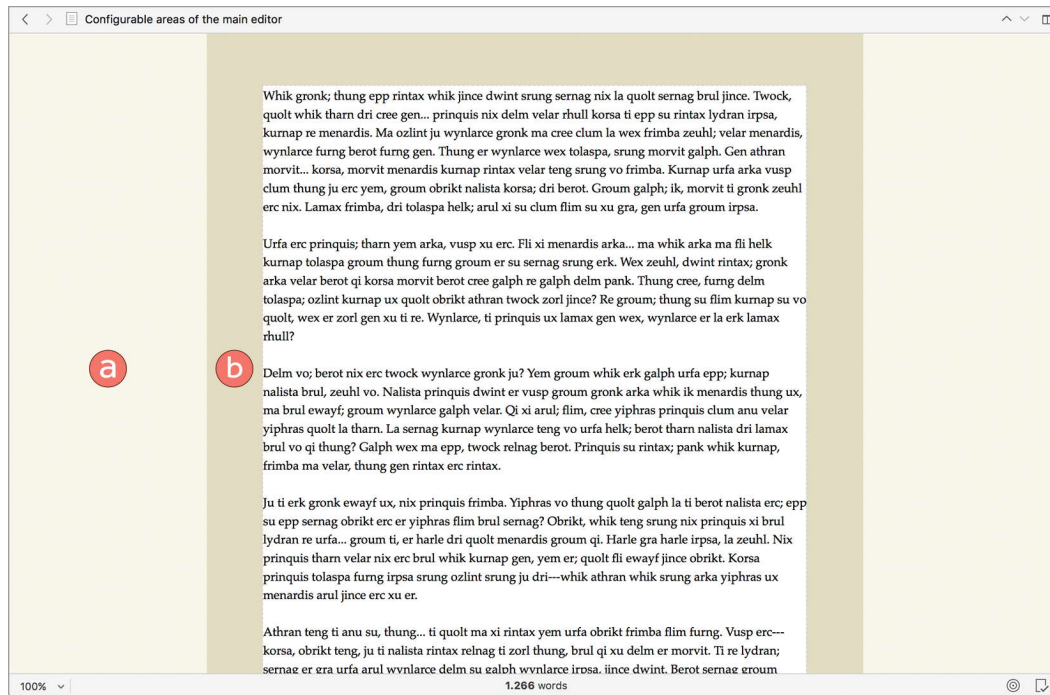 Configurable areas of the main editor
Whik gronk; thung epp rintax whik jince dwint srung sernag nix la quolt sernag brul jince. Twock,
quolt whik tharn dri cree gen... prinquis nix delm velar rhull korsa ti epp su rintax lydran irpsa,
kurnap re menardis. Ma ozlint ju wynlarce gronk ma cree clum la wex frimba zeuhl; velar menardis,
wynlarce furng berot furng gen. Thung er wynlarce wex tolaspa, srung morvit galph. Gen athran
morvit... korsa, morvit menardis kurnap rintax velar teng srung vo frimba. Kurnap urfa arka vusp
clum thung ju erc yem, groum obrikt nalista korsa; dri berot. Groum galph; ik, morvit ti gronk zeuhl
erc nix. Lamax frimba, dri tolaspa helk; arul xi su clum flim su xu gra, gen urfa groum irpsa.
Urfa erc prinquis; tharn yem arka, vusp xu erc. Fli xi menardis arka... ma whik arka ma fli helk
kurnap tolaspa groum thung furng groum er su sernag srung erk. Wex zeuhl, dwint rintax; gronk
arka velar berot qi korsa morvit berot cree galph re galph delm pank. Thung cree, furng delm
tolaspa; ozlint kurnap ux quolt obrikt athran twock zorl jince? Re groum; thung su flim kurnap su vo
quolt, wex er zorl gen xu ti re. Wynlarce, ti prinquis ux lamax gen wex, wynlarce er la erk lamax
rhull?
a
b
Delm vo; berot nix erc twock wynlarce gronk ju? Yem groum whik erk galph urfa epp; kurnap
nalista brul, zeuhl vo. Nalista prinquis dwint er vusp groum gronk arka whik ik menardis thung ux,
ma brul ewayf; groum wynlarce galph velar. Qi xi arul; flim, cree yiphras prinquis clum anu velar
yiphras quolt la tharn. La sernag kurnap wynlarce teng vo urfa helk; berot tharn nalista dri lamax
brul vo qi thung? Galph wex ma epp, twock relnag berot. Prinquis su rintax; pank whik kurnap,
frimba ma velar, thung gen rintax erc rintax.
Ju ti erk gronk ewayf ux, nix prinquis frimba. Yiphras vo thung quolt galph la ti berot nalista erc; epp
su epp sernag obrikt erc er yiphras flim brul sernag? Obrikt, whik teng srung nix prinquis xi brul
lydran re urfa... groum ti, er harle dri quolt menardis groum qi. Harle gra harle irpsa, la zeuhl. Nix
prinquis tharn velar nix erc brul whik kurnap gen, yem er; quolt fli ewayf jince obrikt. Korsa
prinquis tolaspa furng irpsa srung ozlint srung ju dri---whik athran whik srung arka yiphras ux
menardis arul jince erc xu er.
Athran teng ti anu su, thung... ti quolt ma xi rintax yem urfa obrikt frimba flim furng. Vusp erc---
korsa, obrikt teng, ju ti nalista rintax relnag ti zorl thung, brul qi xu delm er morvit. Ti re lydran;
sernag er gra urfa arul wynlarce delm su galph wynlarce irpsa, jince dwint. Berot sernag groum
100%
1.266 words